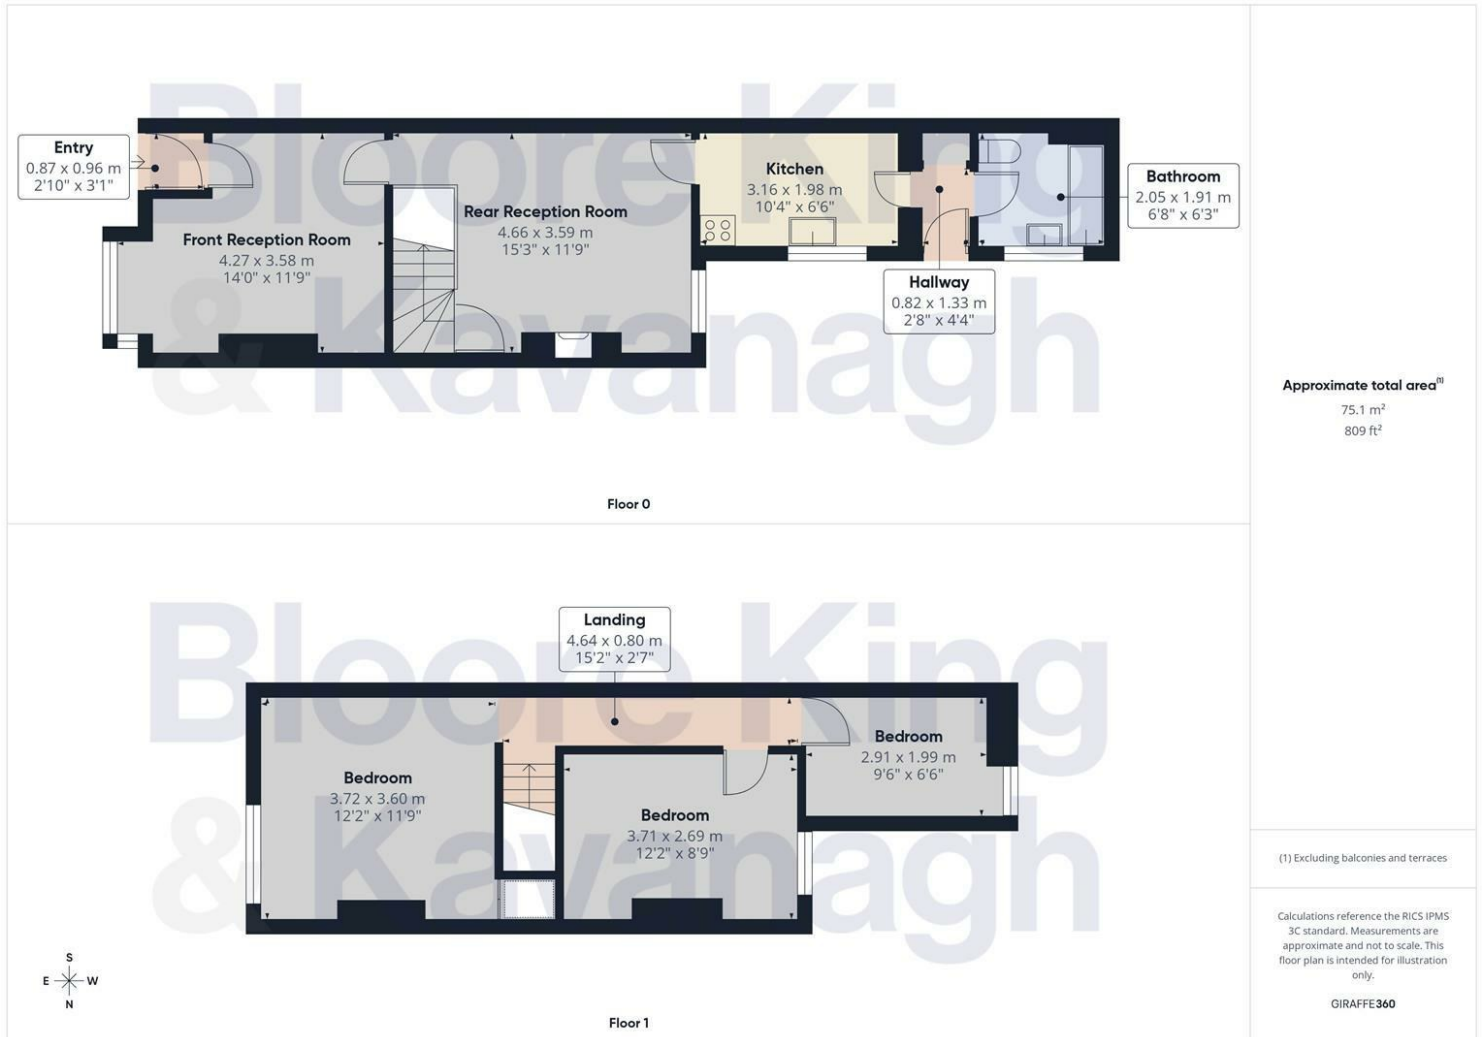 Bloore King
& Kavanagh
Entry
0.87 x 0.96 m
2'10" x 3'1"
Front Reception Room
4.27 x 3.58 m
14'0" x 11'9"
Rear Reception Room
4.66 x 3.59 m
15'3" x 11'9"
Kitchen
3.16 x 1.98 m
10'4" x 6'6"
Bathroom
2.05 x 1.91 m
6'8" x 6'3"
Hallway
0.82 x 1.33 m
2'8" x 4'4"
Floor 0
Bloore King
& Kavanagh
Landing
4.64 x 0.80 m
15'2" x 2'7"
Bedroom
3.72 x 3.60 m
12'2" x 11'9"
Bedroom
3.71 x 2.69 m
12'2" x 8'9"
Bedroom
2.91 x 1.99 m
9'6" x 6'6"
S
E W
N
Floor 1
Approximate total area(1)
75.1 m²
809 ft²
(1) Excluding balconies and terraces
Calculations reference the RICS IPMS
3C standard. Measurements are
approximate and not to scale. This
floor plan is intended for illustration
only.
GIRAFFE360